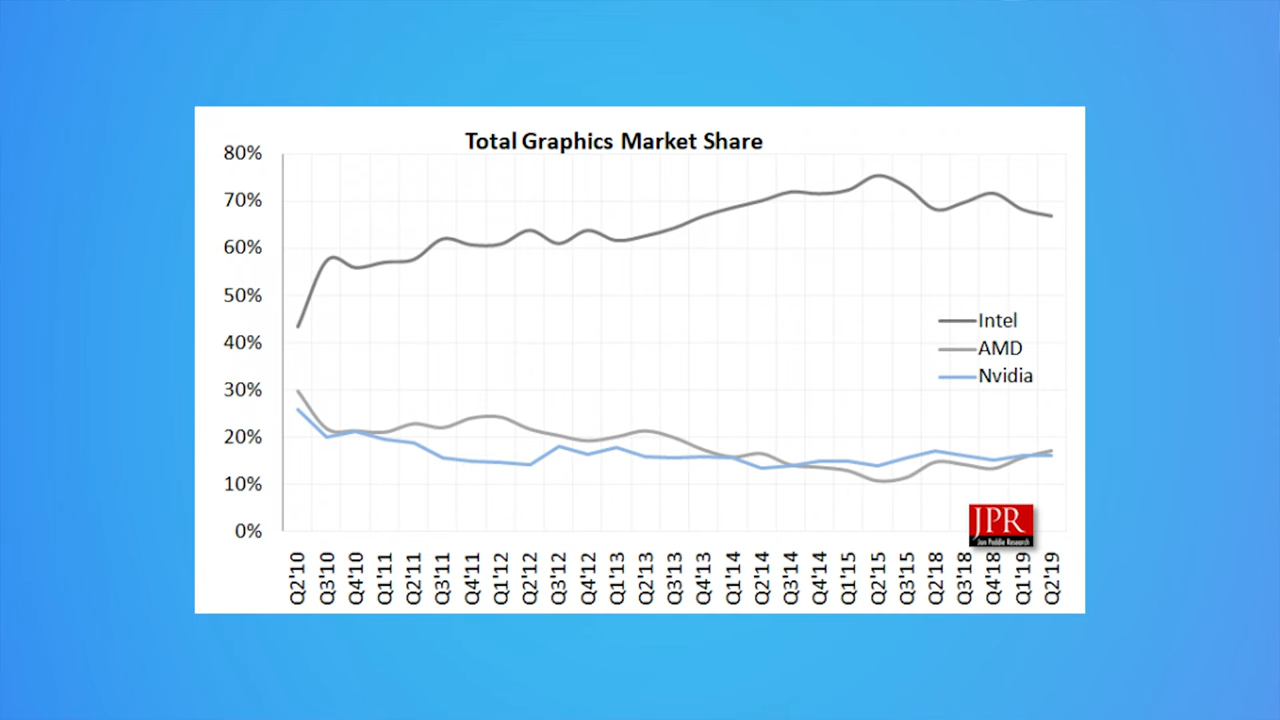 Total Graphics Market Share
80%
70%
60%
50%
40%
30%
20%
10%
0%
Intel
AMD
Nvidia
JPR
Jon Peddie Research
Q2'10
Q3'10
Q4'10
Q1'11
Q2'11
Q3'11
Q4'11
Q1'12
Q2'12
Q3'12
Q4'12
Q1'13
Q2'13
Q3'13
Q4'13
Q1'14
Q2'14
Q3'14
Q4'14
Q1'15
Q2'15
Q3'15
Q2'18
Q3'18
Q4'18
Q1'19
Q2'19